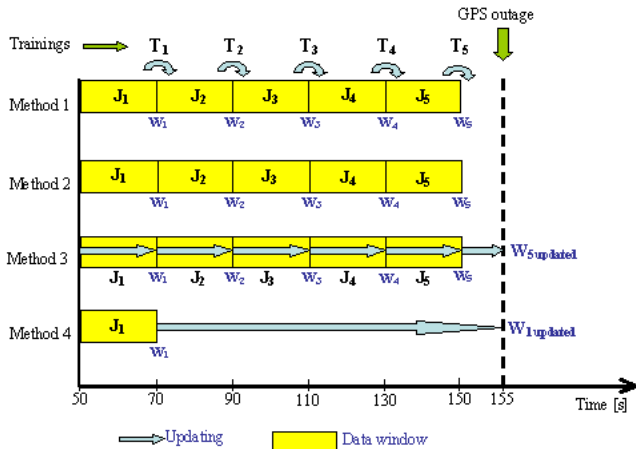 GPS outage
Trainings T1 T2 T3 T4 T5
Method 1 J1 J2 J3 J4 J5
W1 W2 W3 W4 W5
Method 2 J1 J2 J3 J4 J5
W1 W2 W3 W4 W5
Method 3 W5updated
J1 W1 J2 W2 J3 W3 J4 W4 J5 W5
Method 4 J1 W1updated
W1
50 70 90 110 130 150 155 Time [s]
Updating Data window